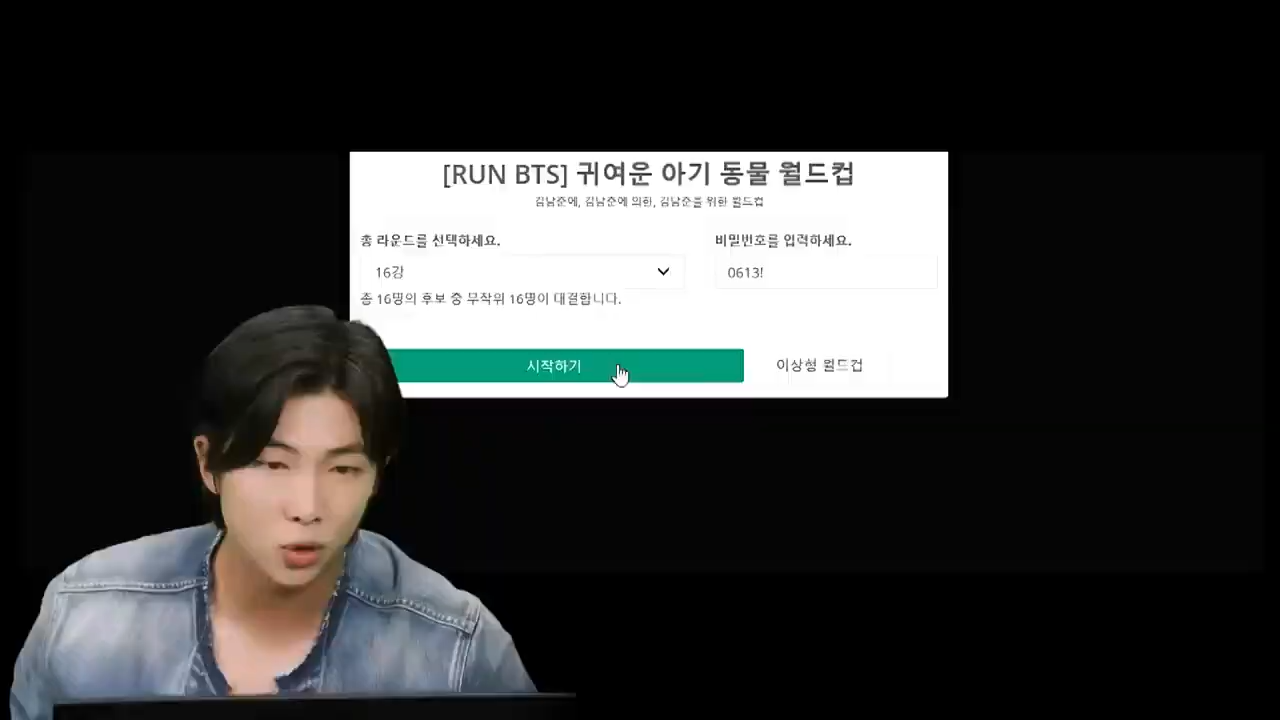 [RUN BTS] 귀여운 아기 동물 월드컵
김남준에, 김남준에 의한, 김남준을 위한 월드컵
총 라운드를 선택하세요.
비밀번호를 입력하세요.
16강
0613!
총 16명의 후보 중 무작위 16명이 대결합니다.
시작하기
이상형 월드컵